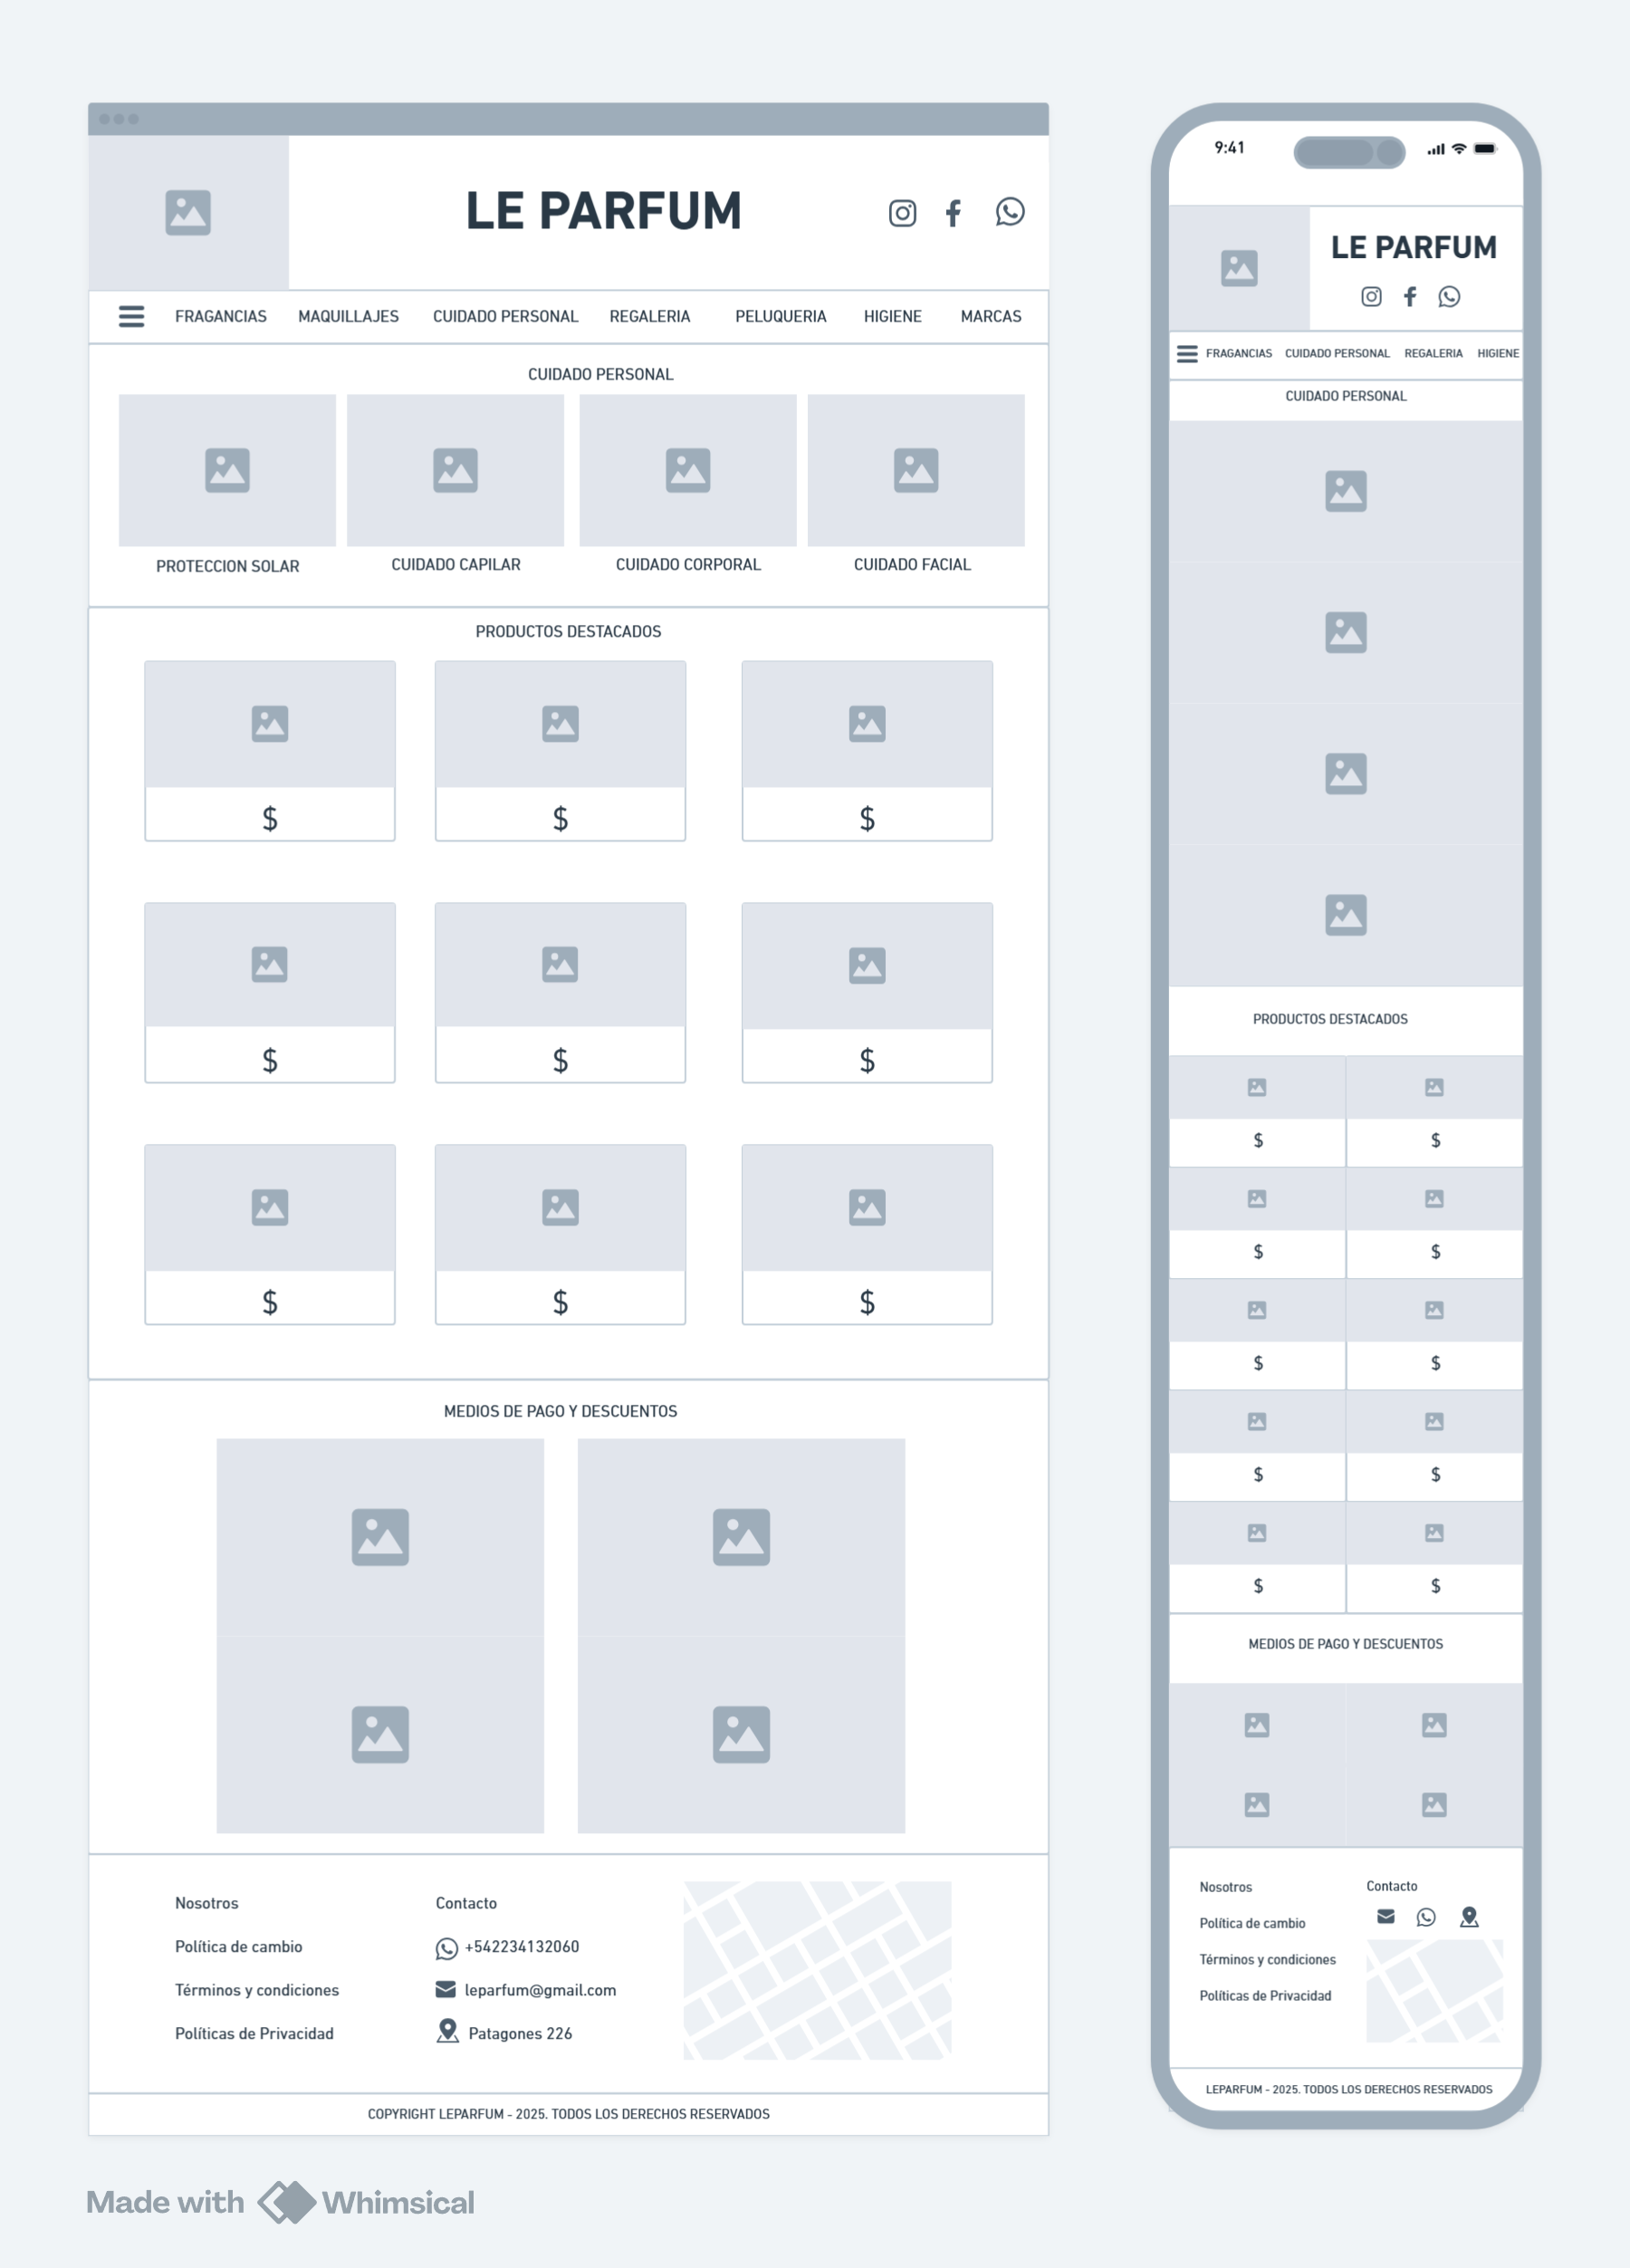 LE PARFUM
FRAGANCIAS MAQUILLAJES CUIDADO PERSONAL REGALERIA PELUQUERIA HIGIENE MARCAS
CUIDADO PERSONAL
PROTECCION SOLAR CUIDADO CAPILAR CUIDADO CORPORAL CUIDADO FACIAL
PRODUCTOS DESTACADOS
$ $ $
$ $ $
$ $ $
MEDIOS DE PAGO Y DESCUENTOS
Nosotros
Política de cambio
Términos y condiciones
Políticas de Privacidad
Contacto
+542234132060
leparfum@gmail.com
Patagones 226
COPYRIGHT LEPARFUM - 2025. TODOS LOS DERECHOS RESERVADOS
9:41
LE PARFUM
FRAGANCIAS CUIDADO PERSONAL REGALERIA HIGIENE
CUIDADO PERSONAL
PRODUCTOS DESTACADOS
$ $
$ $
$ $
$ $
$ $
MEDIOS DE PAGO Y DESCUENTOS
Nosotros
Política de cambio
Términos y condiciones
Políticas de Privacidad
Contacto
LEPARFUM - 2025. TODOS LOS DERECHOS RESERVADOS
Made with Whimsical